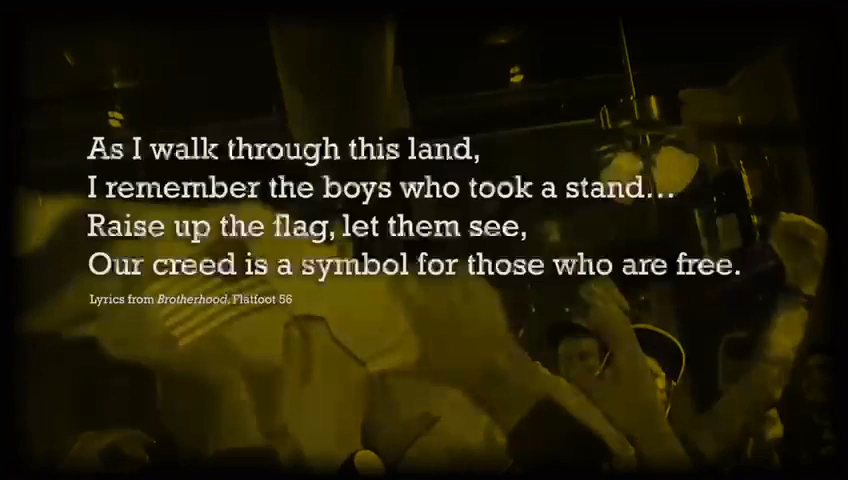 As I walk through this land,
I remember the boys who took a stand...
Raise up the flag, let them see,
Our creed is a symbol for those who are free.
Lyrics from Brotherhood, Flatfoot 56